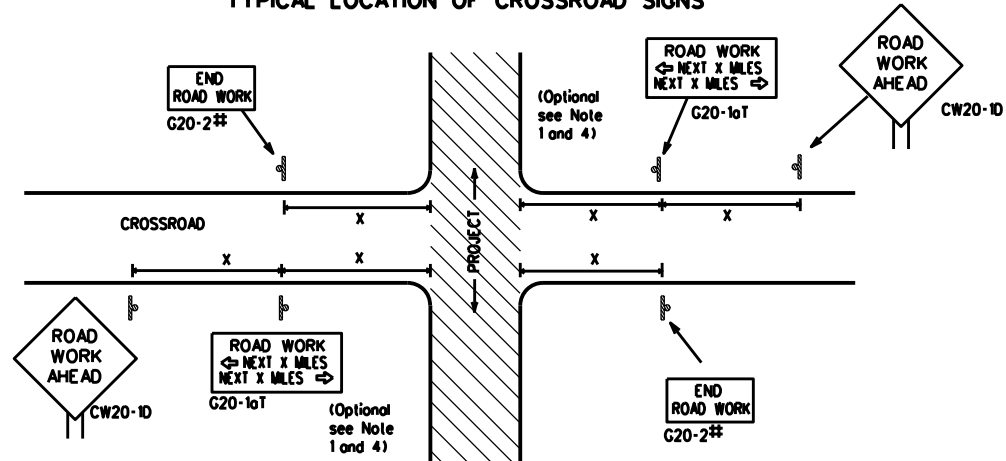 TYPICAL LOCATION OF CROSSROAD SIGNS
END
ROAD WORK
G20-2#
(Optional
see Note
1 and 4)
ROAD WORK
⇦ NEXT X MILES
NEXT X MILES ⇨
G20-1aT
ROAD
WORK
AHEAD
CW20-1D
X
X
X
CROSSROAD
PROJECT
X
X
X
ROAD
WORK
AHEAD
CW20-1D
ROAD WORK
⇦ NEXT X MILES
NEXT X MILES ⇨
G20-1aT
(Optional
see Note
1 and 4)
END
ROAD WORK
G20-2#